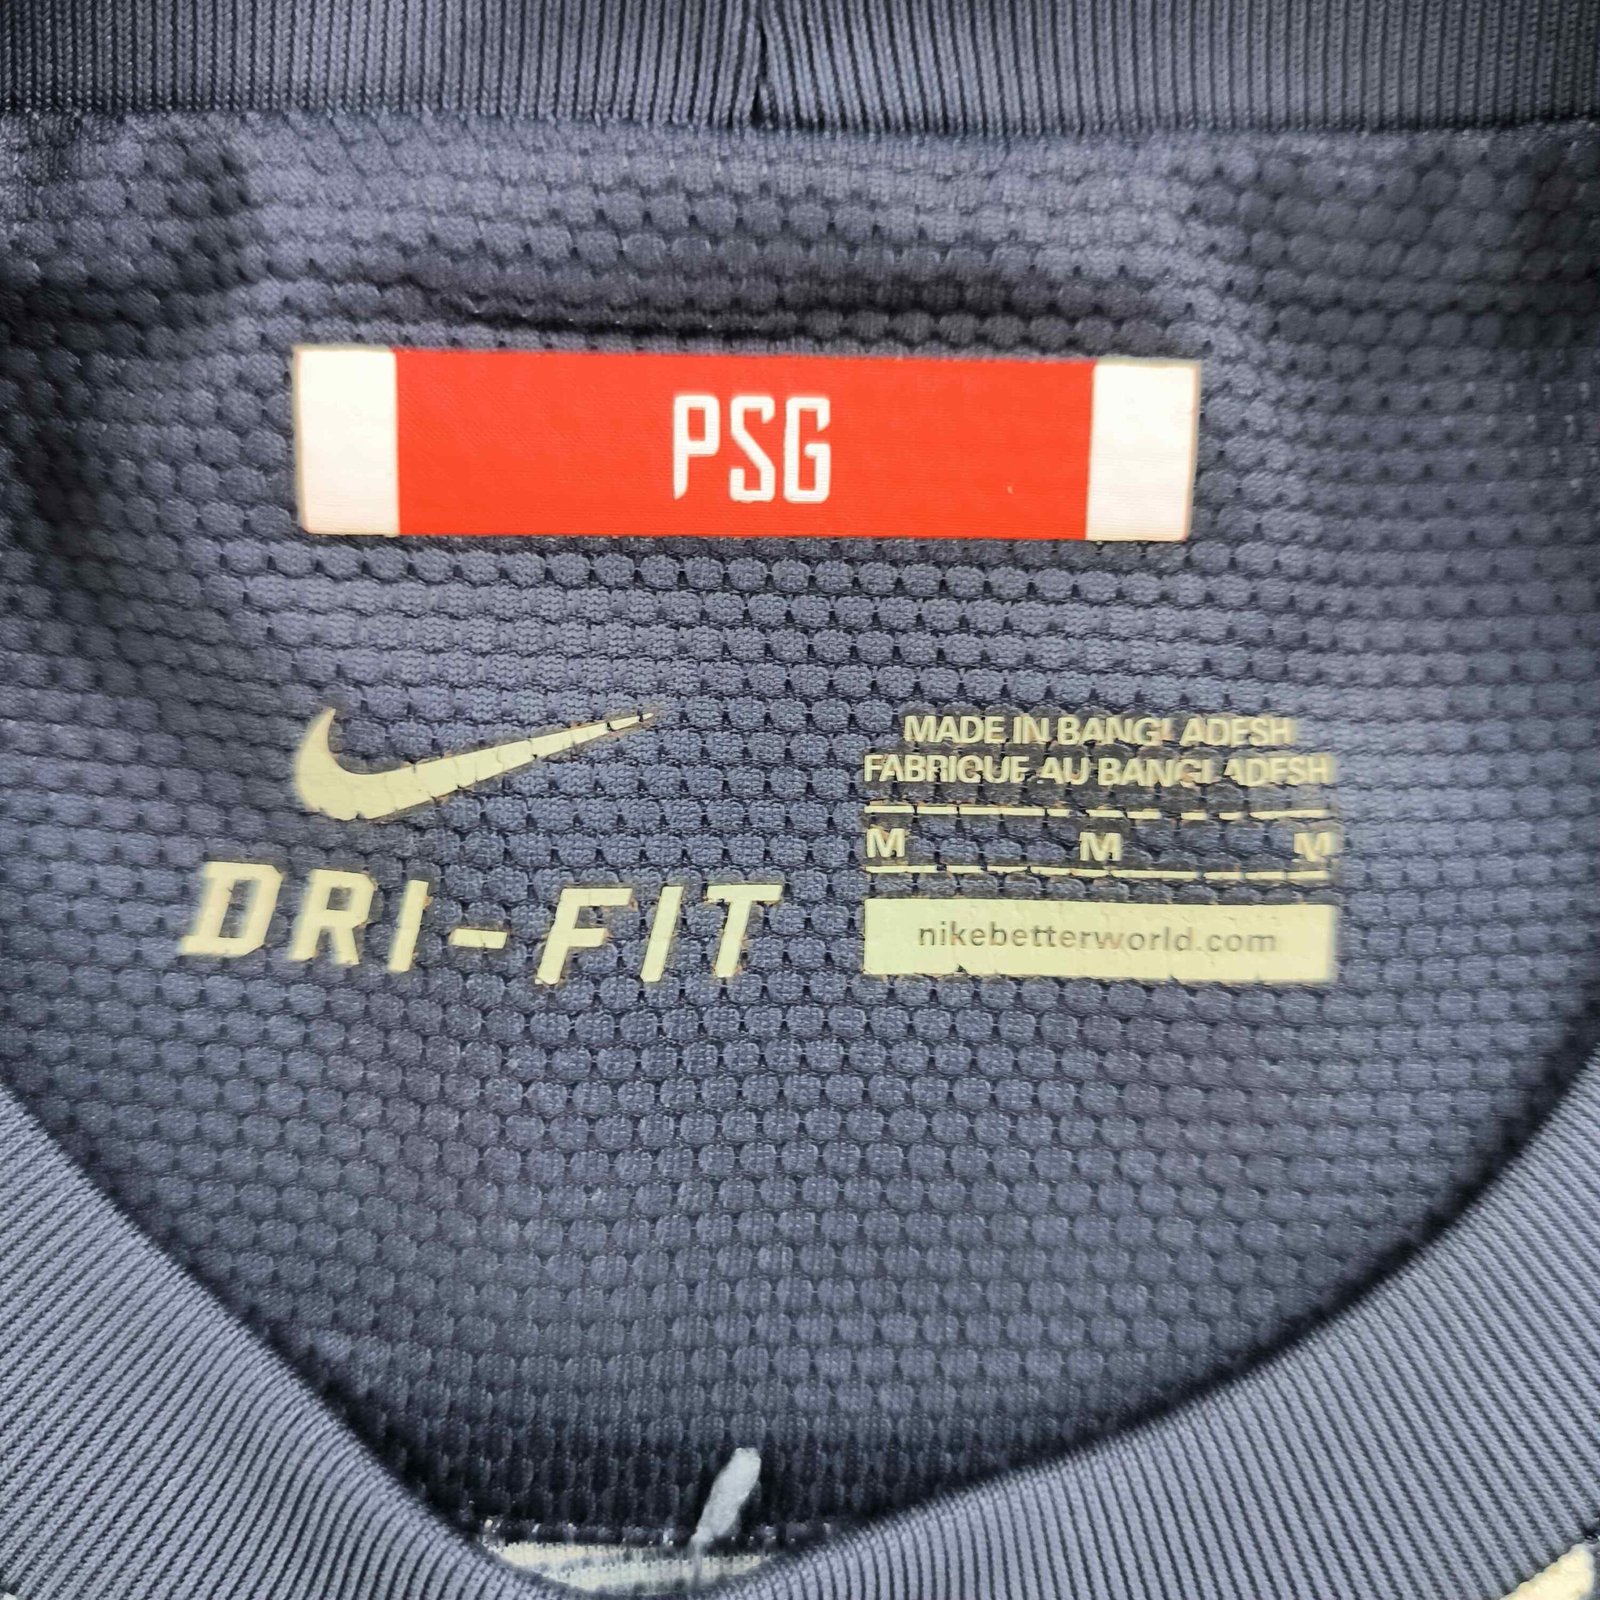 PSG
DRI-FIT
MADE IN BANGLADESH
FABRIQUE AU BANGLADESH
M M M
nikebetterworld.com